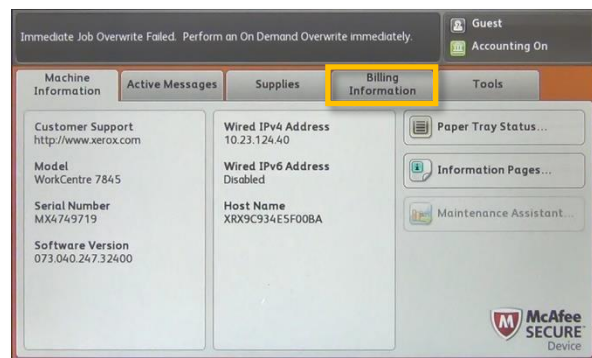 Immediate Job Overwrite Failed. Perform an On Demand Overwrite immediately.
Guest
Accounting On
Machine
Information
Active Messages
Supplies
Billing
Information
Tools
Customer Support
http://www.xerox.com
Model
WorkCentre 7845
Serial Number
MX4749719
Software Version
073.040.247.32400
Wired IPv4 Address
10.23.124.40
Wired IPv6 Address
Disabled
Host Name
XRX9C934E5F00BA
Paper Tray Status...
Information Pages...
Maintenance Assistant...
McAfee
SECURE
Device